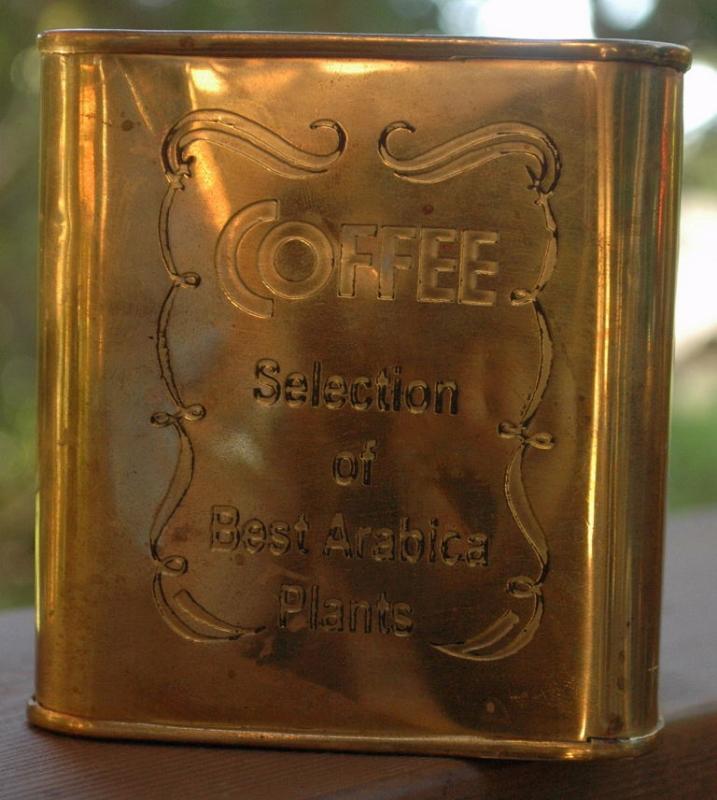 COFFEE
Selection
of
Best Arabica
Plants